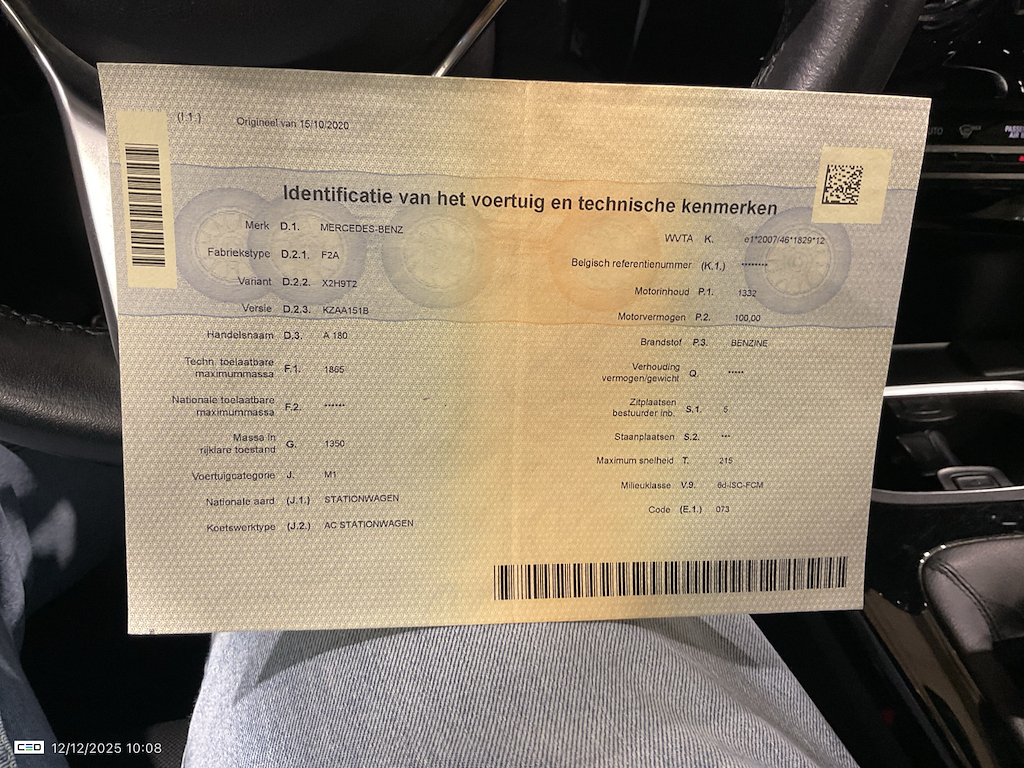 (I.1.) Origineel van 15/10/2020
Identificatie van het voertuig en technische kenmerken
Merk D.1. MERCEDES-BENZ
Fabriekstype D.2.1. F2A
Variant D.2.2. X2H9T2
Versie D.2.3. KZAA151B
Handelsnaam D.3. A 180
Techn. toelaatbare
maximummassa F.1. 1865
Nationale toelaatbare
maximummassa F.2. ******
Massa in
rijklare toestand G. 1350
Voertuigcategorie J. M1
Nationale aard (J.1.) STATIONWAGEN
Koetswerktype (J.2.) AC STATIONWAGEN
WVTA K. e1*2007/46*1829*12
Belgisch referentienummer (K.1.) ********
Motorinhoud P.1. 1332
Motorvermogen P.2. 100,00
Brandstof P.3. BENZINE
Verhouding
vermogen/gewicht Q. *****
Zitplaatsen
bestuurder inb. S.1. 5
Staanplaatsen S.2. ***
Maximum snelheid T. 215
Milieuklasse V.9. 6d-ISC-FCM
Code (E.1.) 073
CEO 12/12/2025 10:08